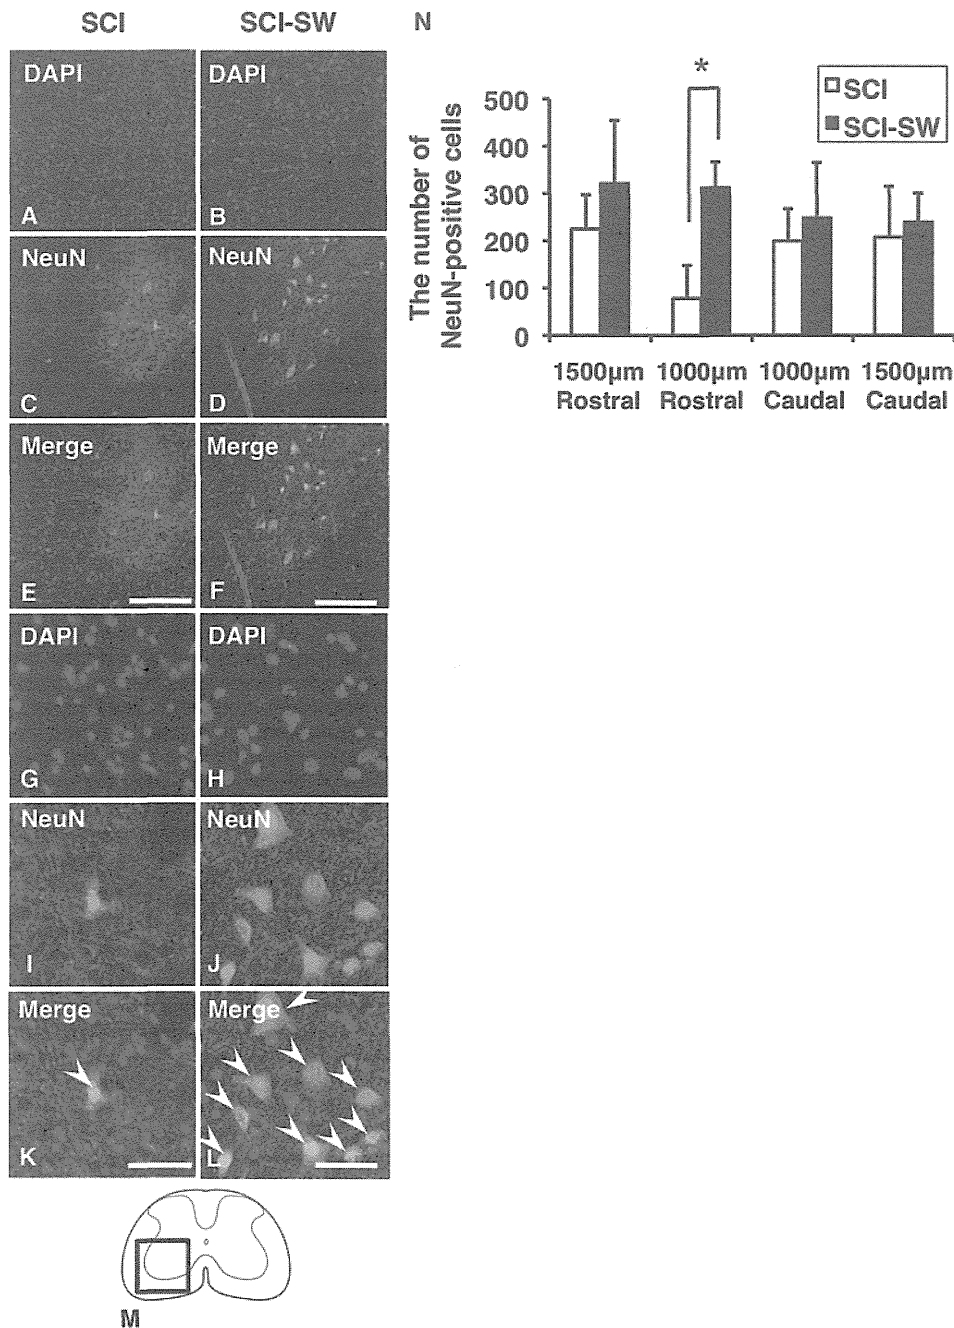 SCI SCI-SW N
DAPI DAPI
A B
NeuN NeuN
C D
Merge Merge
E F
DAPI DAPI
G H
NeuN NeuN
I J
Merge Merge
K L
M
*
SCI
SCI-SW
The number of
NeuN-positive cells
500
400
300
200
100
0
1500µm 1000µm 1000µm 1500µm
Rostral Rostral Caudal Caudal